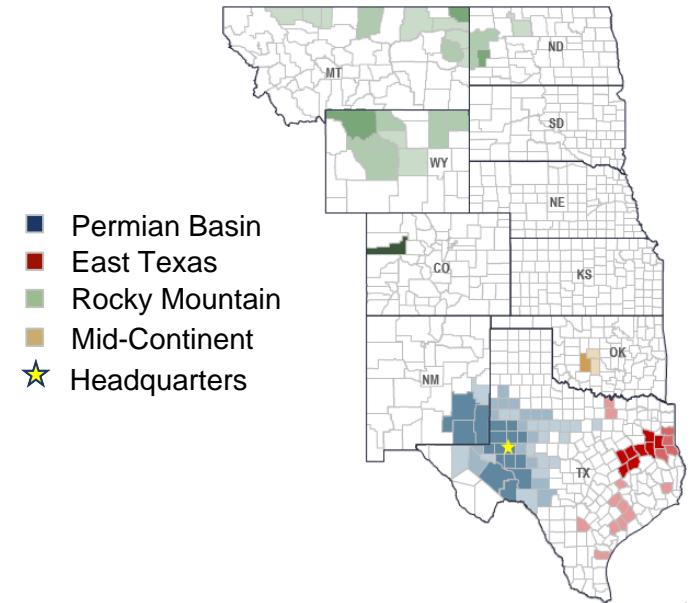 ND
MT
SD
WY
NE
Permian Basin
East Texas
CO
KS
Rocky Mountain
Mid-Continent
OK
Headquarters
NM
TX